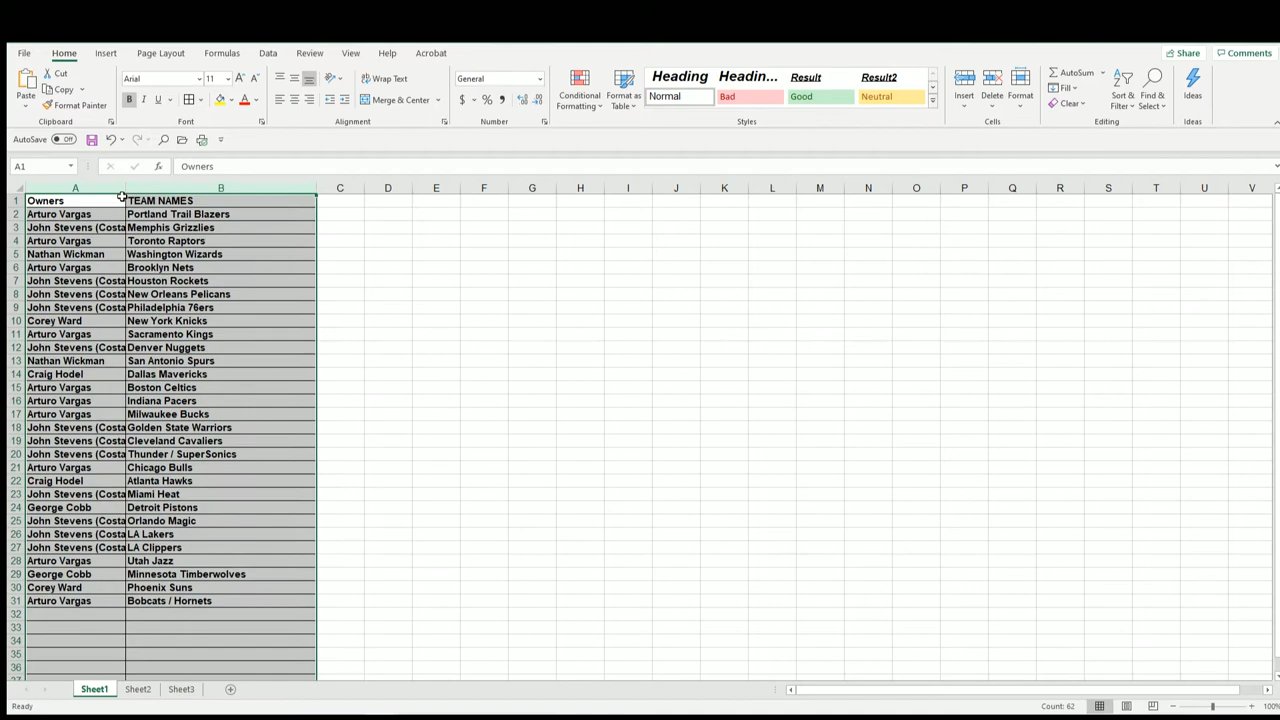 File Home Insert Page Layout Formulas Data Review View Help Acrobat Share Comments
Paste Cut Copy Format Painter Clipboard
Arial 11 A A B I U A Font
Wrap Text Merge & Center Alignment
General $ % Number
Conditional Formatting Format as Table
Heading Headin... Result Result2
Normal Bad Good Neutral Styles
Insert Delete Format Cells
AutoSum Fill Clear Sort & Filter Find & Select Editing
Ideas Ideas
AutoSave Off
A1 fx Owners
A B C D E F G H I J K L M N O P Q R S T U V
1 Owners TEAM NAMES
2 Arturo Vargas Portland Trail Blazers
3 John Stevens (Costa Memphis Grizzlies
4 Arturo Vargas Toronto Raptors
5 Nathan Wickman Washington Wizards
6 Arturo Vargas Brooklyn Nets
7 John Stevens (Costa Houston Rockets
8 John Stevens (Costa New Orleans Pelicans
9 John Stevens (Costa Philadelphia 76ers
10 Corey Ward New York Knicks
11 Arturo Vargas Sacramento Kings
12 John Stevens (Costa Denver Nuggets
13 Nathan Wickman San Antonio Spurs
14 Craig Hodel Dallas Mavericks
15 Arturo Vargas Boston Celtics
16 Arturo Vargas Indiana Pacers
17 Arturo Vargas Milwaukee Bucks
18 John Stevens (Costa Golden State Warriors
19 John Stevens (Costa Cleveland Cavaliers
20 John Stevens (Costa Thunder / SuperSonics
21 Arturo Vargas Chicago Bulls
22 Craig Hodel Atlanta Hawks
23 John Stevens (Costa Miami Heat
24 George Cobb Detroit Pistons
25 John Stevens (Costa Orlando Magic
26 John Stevens (Costa LA Lakers
27 John Stevens (Costa LA Clippers
28 Arturo Vargas Utah Jazz
29 George Cobb Minnesota Timberwolves
30 Corey Ward Phoenix Suns
31 Arturo Vargas Bobcats / Hornets
32
33
34
35
36
Sheet1 Sheet2 Sheet3
Ready Count: 62 100%